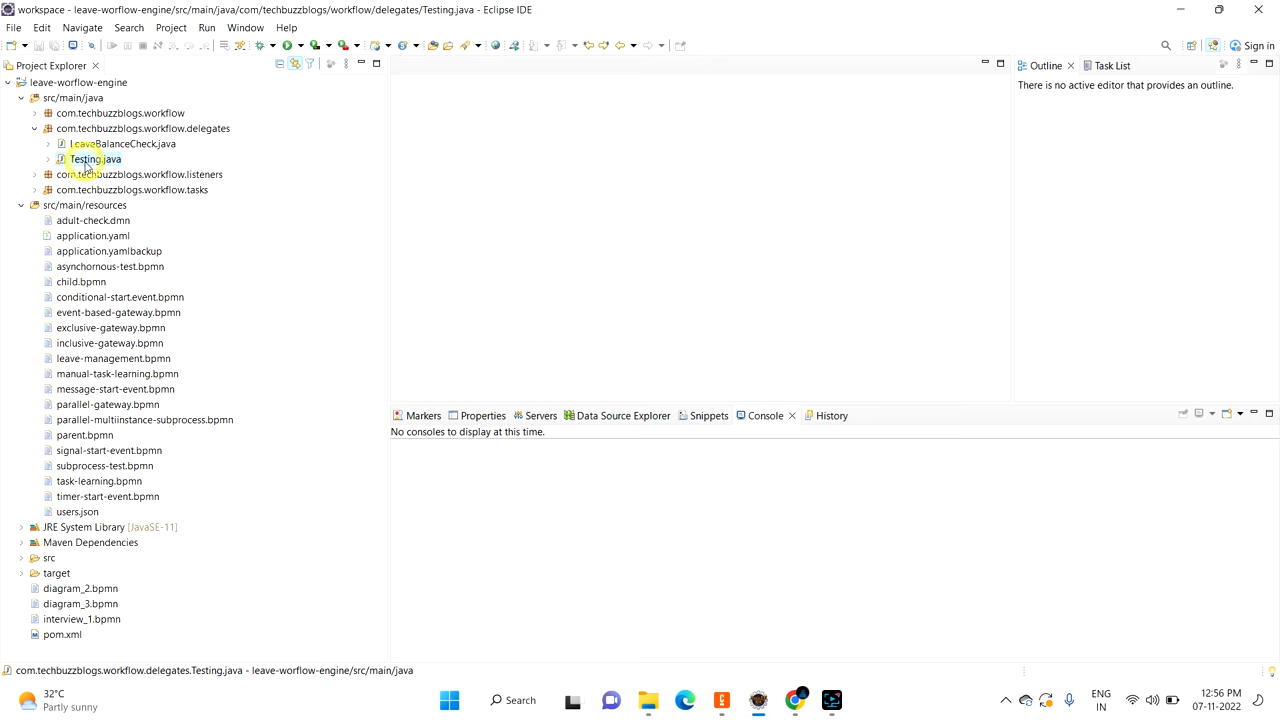 workspace - leave-worflow-engine/src/main/java/com/techbuzzblogs/workflow/delegates/Testing.java - Eclipse IDE
File Edit Navigate Search Project Run Window Help
Sign in
Project Explorer
leave-worflow-engine
src/main/java
com.techbuzzblogs.workflow
com.techbuzzblogs.workflow.delegates
LeaveBalanceCheck.java
Testing.java
com.techbuzzblogs.workflow.listeners
com.techbuzzblogs.workflow.tasks
src/main/resources
adult-check.dmn
application.yaml
application.yamlbackup
asynchornous-test.bpmn
child.bpmn
conditional-start.event.bpmn
event-based-gateway.bpmn
exclusive-gateway.bpmn
inclusive-gateway.bpmn
leave-management.bpmn
manual-task-learning.bpmn
message-start-event.bpmn
parallel-gateway.bpmn
parallel-multiinstance-subprocess.bpmn
parent.bpmn
signal-start-event.bpmn
subprocess-test.bpmn
task-learning.bpmn
timer-start-event.bpmn
users.json
JRE System Library [JavaSE-11]
Maven Dependencies
src
target
diagram_2.bpmn
diagram_3.bpmn
interview_1.bpmn
pom.xml
Outline Task List
There is no active editor that provides an outline.
Markers Properties Servers Data Source Explorer Snippets Console History
No consoles to display at this time.
com.techbuzzblogs.workflow.delegates.Testing.java - leave-worflow-engine/src/main/java
32°C
Partly sunny
Search
ENG
IN
12:56 PM
07-11-2022